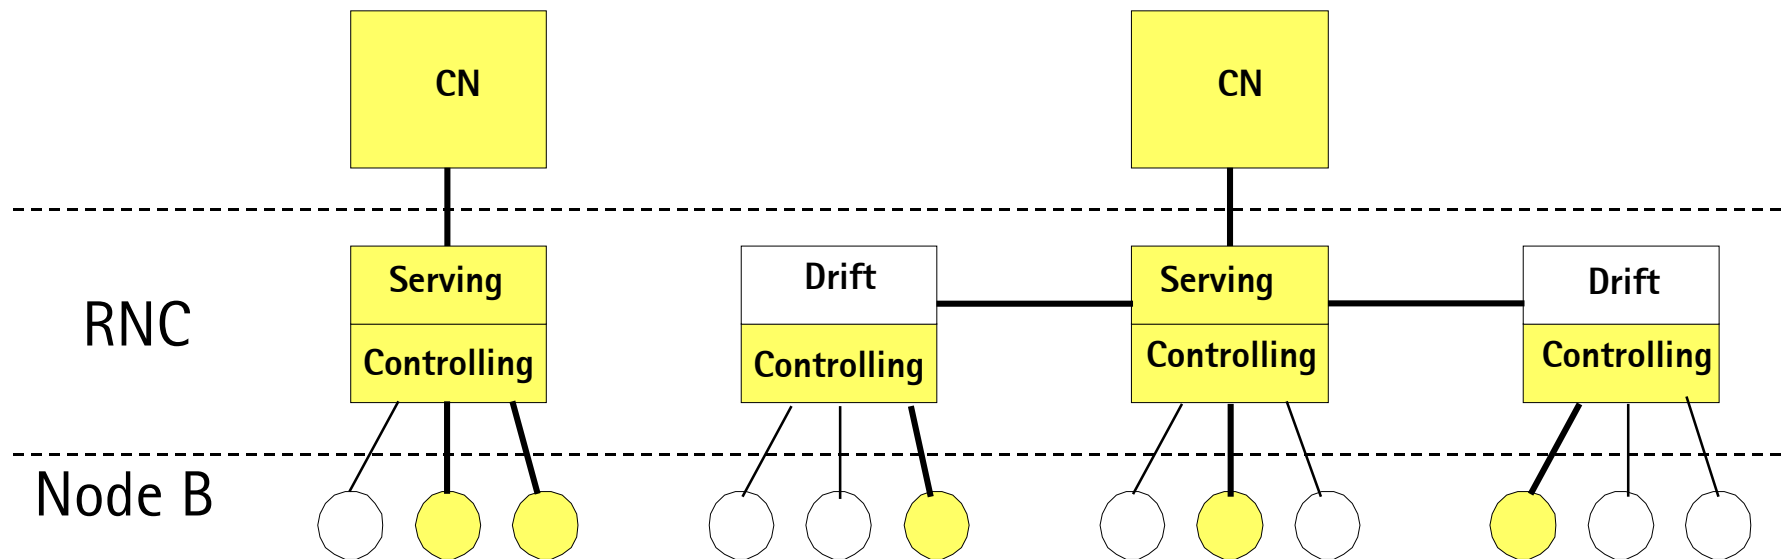 CN
CN
RNC
Serving
Controlling
Drift
Controlling
Serving
Controlling
Drift
Controlling
Node B